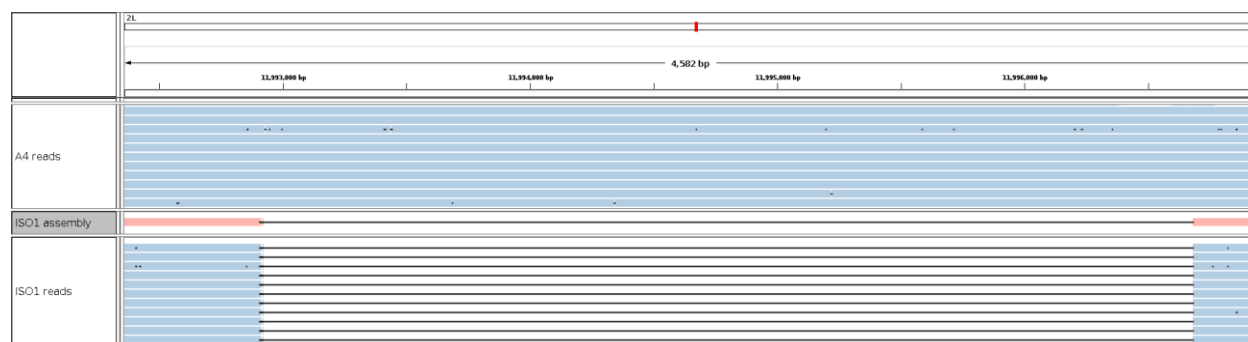 2L
4,582 bp
11,993,000 bp 11,994,000 bp 11,995,000 bp 11,996,000 bp
A4 reads
ISO1 assembly
ISO1 reads